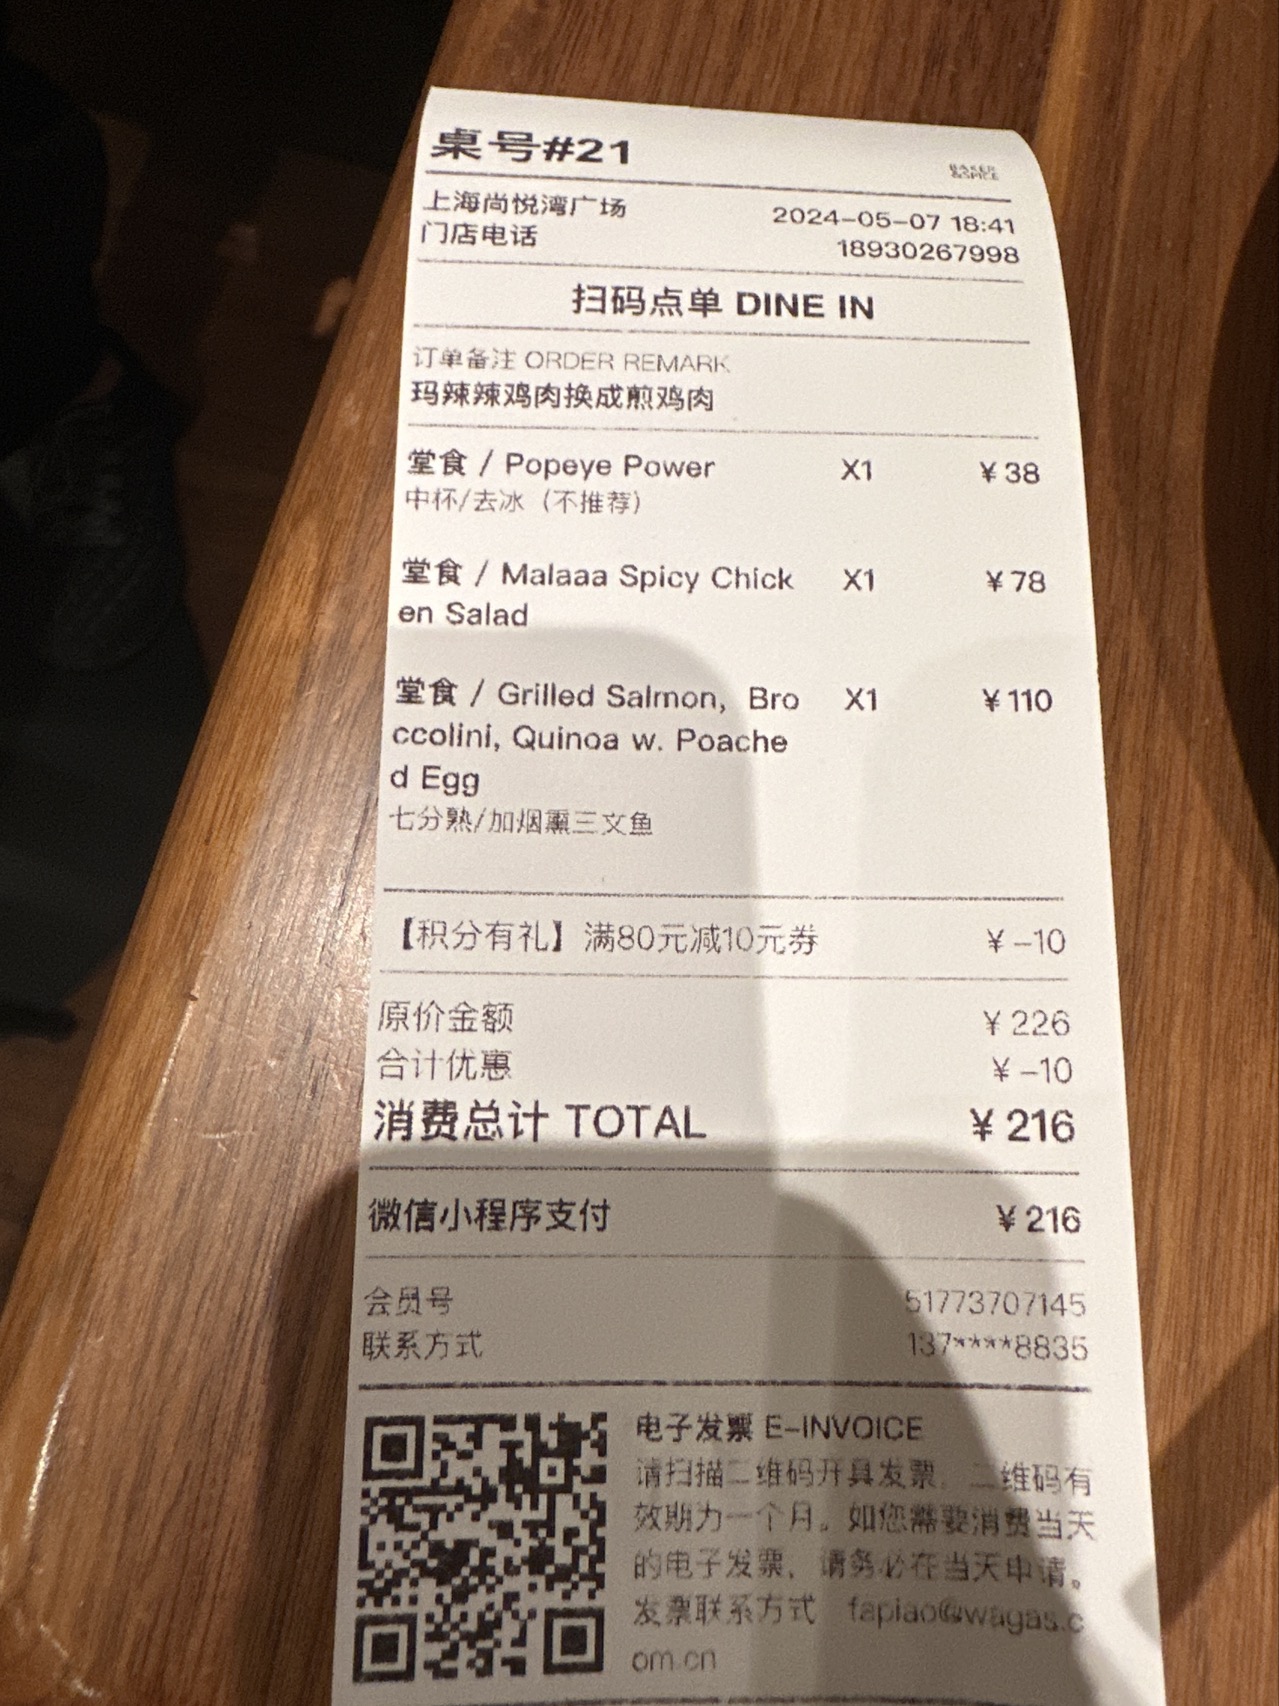 桌号#21
BAKER
&SPICE
上海尚悦湾广场 2024-05-07 18:41
门店电话 18930267998
扫码点单 DINE IN
订单备注 ORDER REMARK
玛辣辣鸡肉换成煎鸡肉
堂食 / Popeye Power X1 ¥38
中杯/去冰（不推荐）
堂食 / Malaaa Spicy Chick X1 ¥78
en Salad
堂食 / Grilled Salmon, Bro X1 ¥110
ccolini, Quinoa w. Poache
d Egg
七分熟/加烟熏三文鱼
【积分有礼】满80元减10元券 ¥-10
原价金额 ¥226
合计优惠 ¥-10
消费总计 TOTAL ¥216
微信小程序支付 ¥216
会员号 51773707145
联系方式 137****8835
电子发票 E-INVOICE
请扫描二维码开具发票，二维码有
效期为一个月。如您需要消费当天
的电子发票，请务必在当天申请。
发票联系方式 fapiao@wagas.c
om.cn